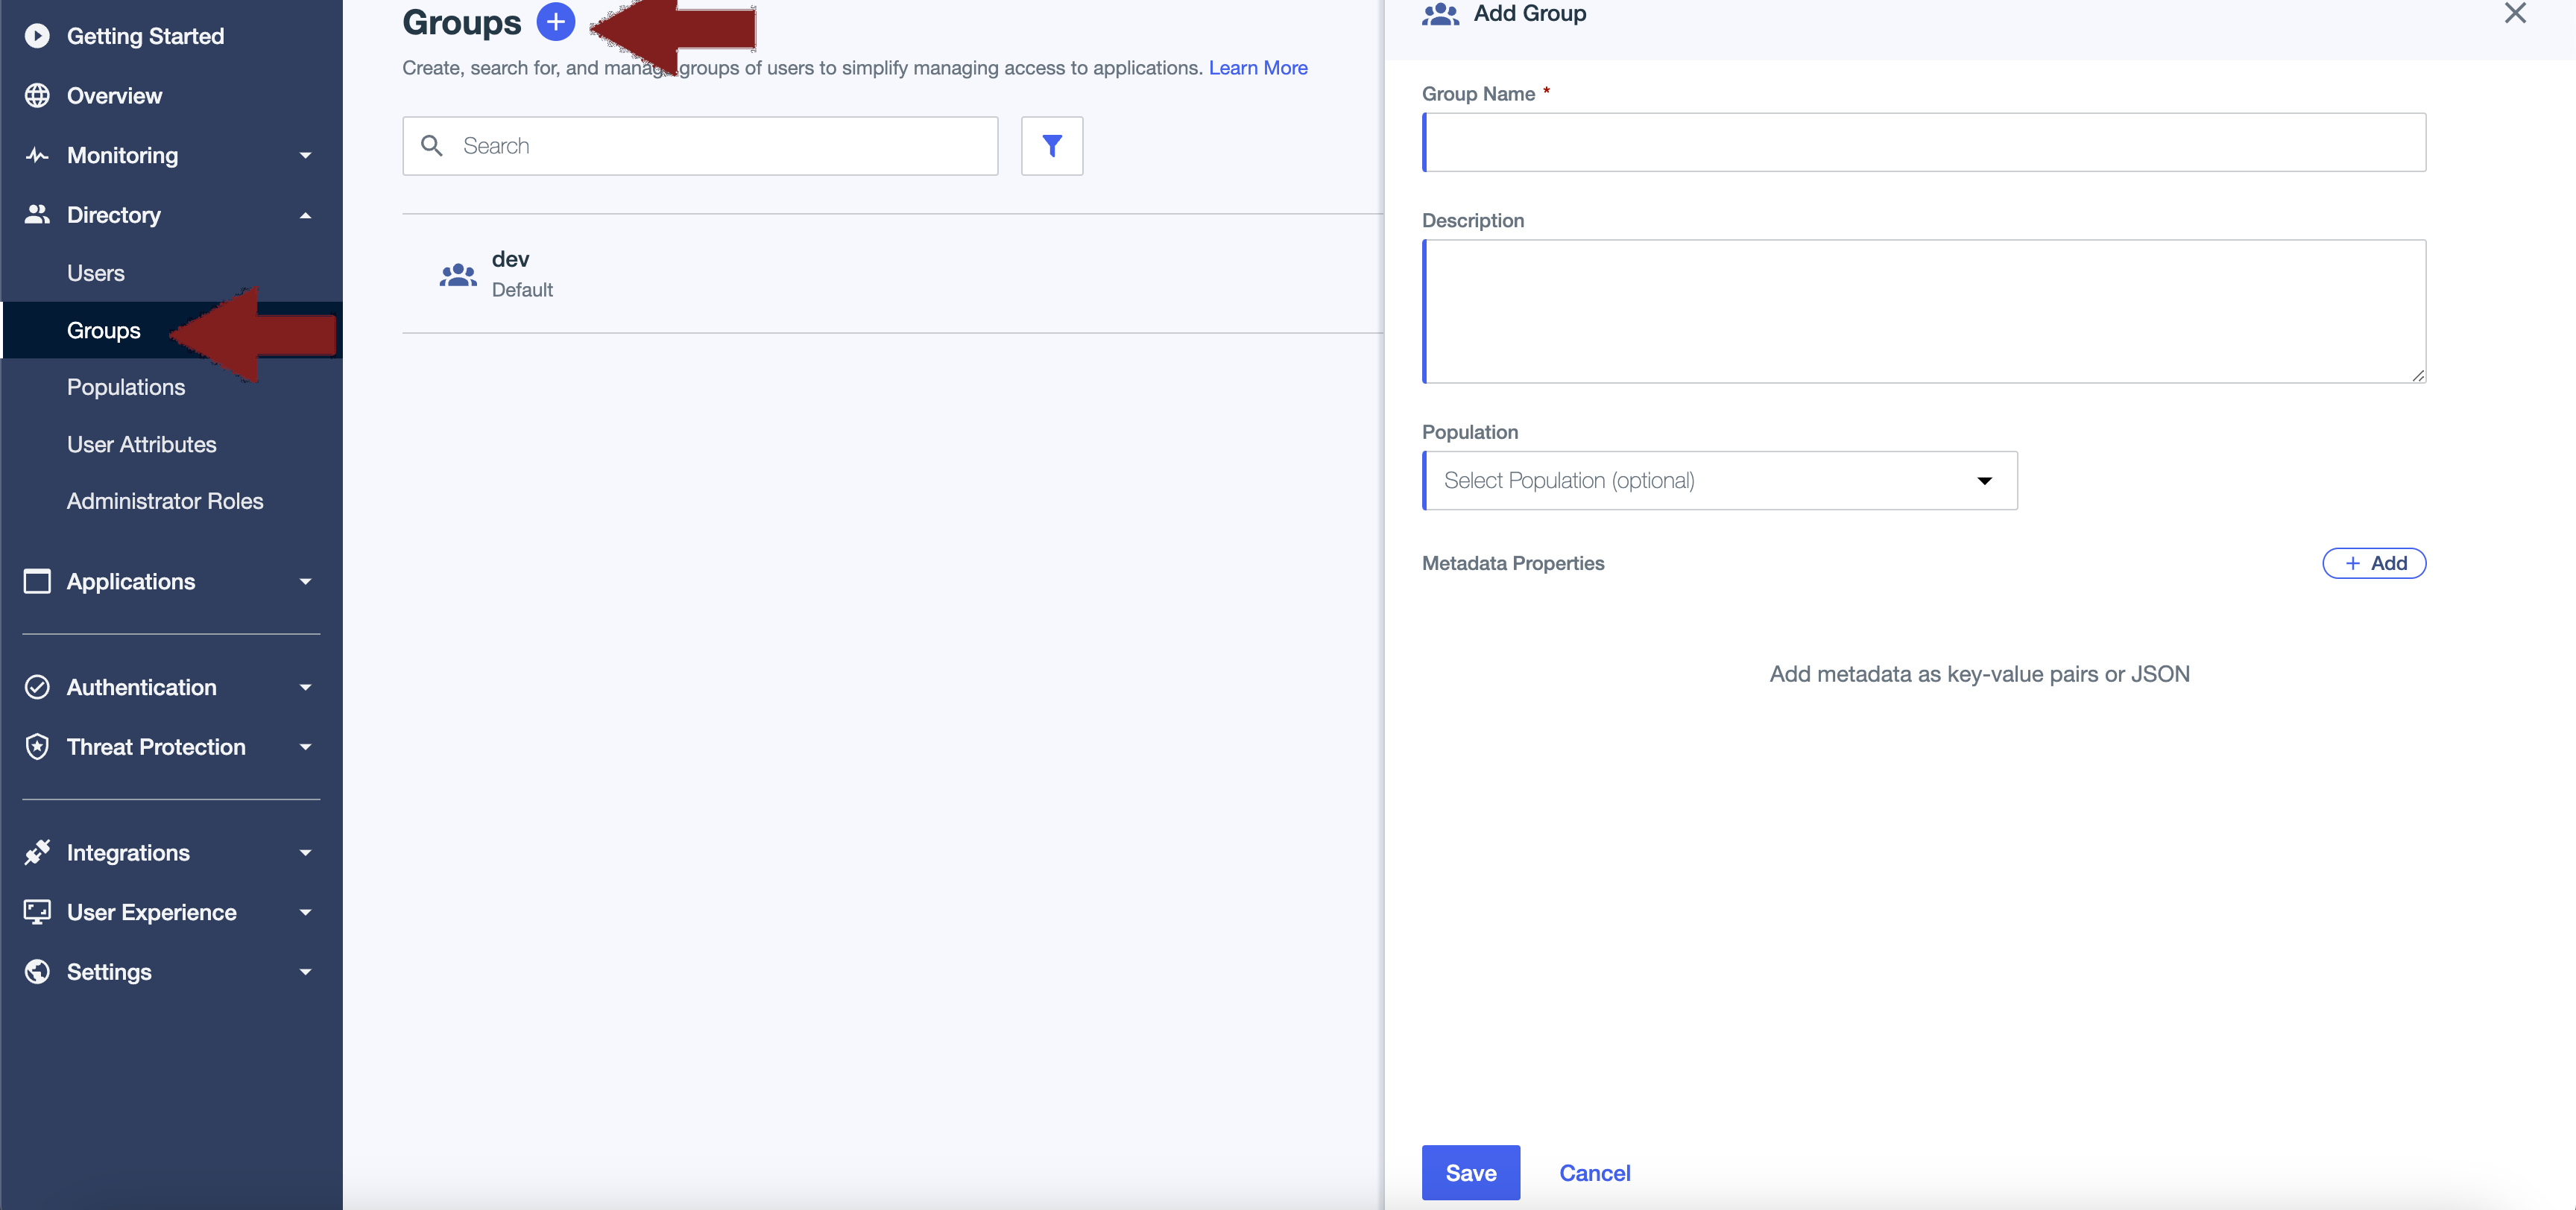 Getting Started
Overview
Monitoring
Directory
Users
Groups
Populations
User Attributes
Administrator Roles
Applications
Authentication
Threat Protection
Integrations
User Experience
Settings
Groups
Create, search for, and manage groups of users to simplify managing access to applications. Learn More
Search
dev
Default
Add Group
Group Name *
Description
Population
Select Population (optional)
Metadata Properties
+ Add
Add metadata as key-value pairs or JSON
Save
Cancel